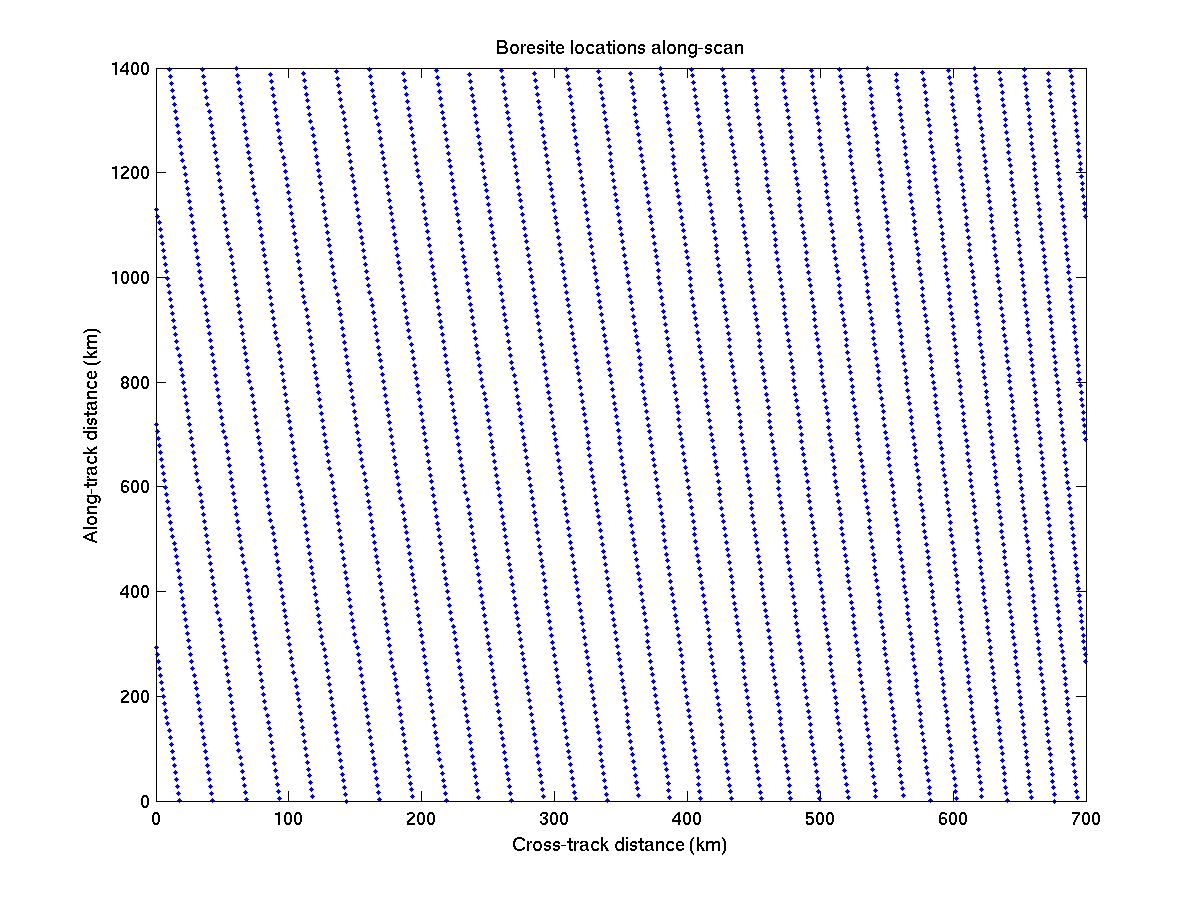 Boresite locations along-scan
1400
1200
1000
800
600
400
200
0
Along-track distance (km)
0 100 200 300 400 500 600 700
Cross-track distance (km)